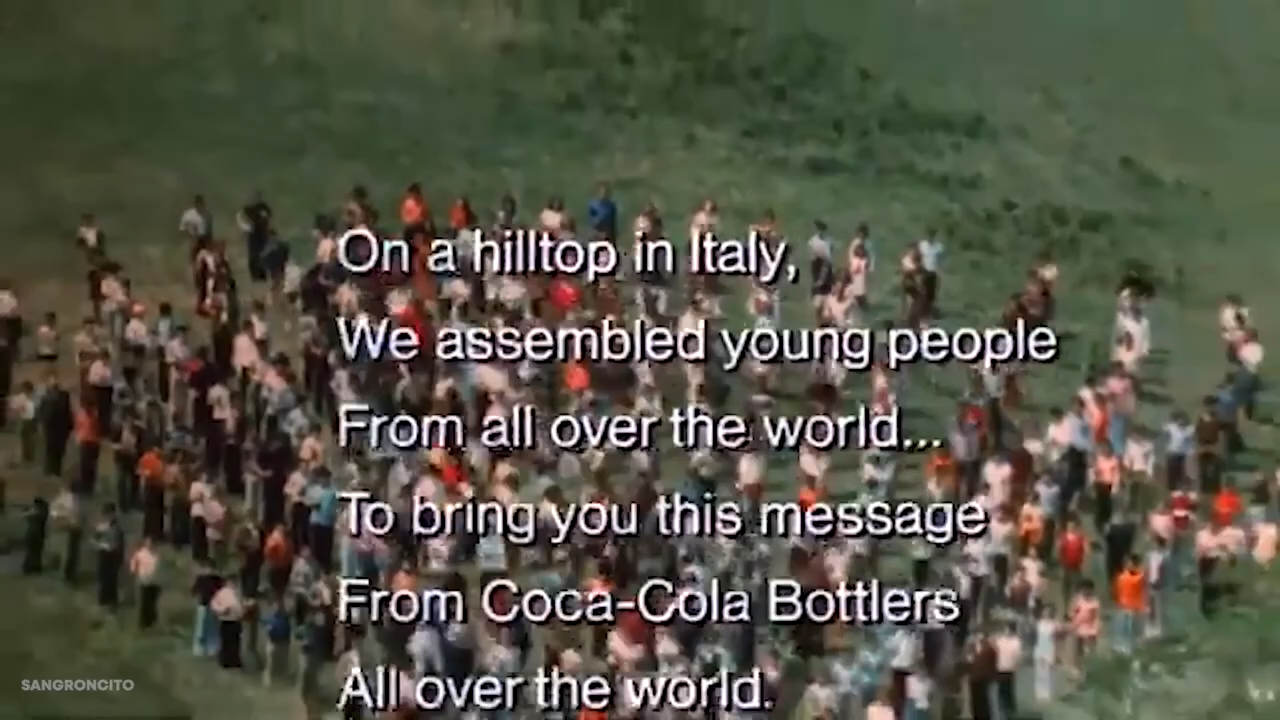 On a hilltop in Italy,
We assembled young people
From all over the world...
To bring you this message
From Coca-Cola Bottlers
All over the world.
SANGRONCITO